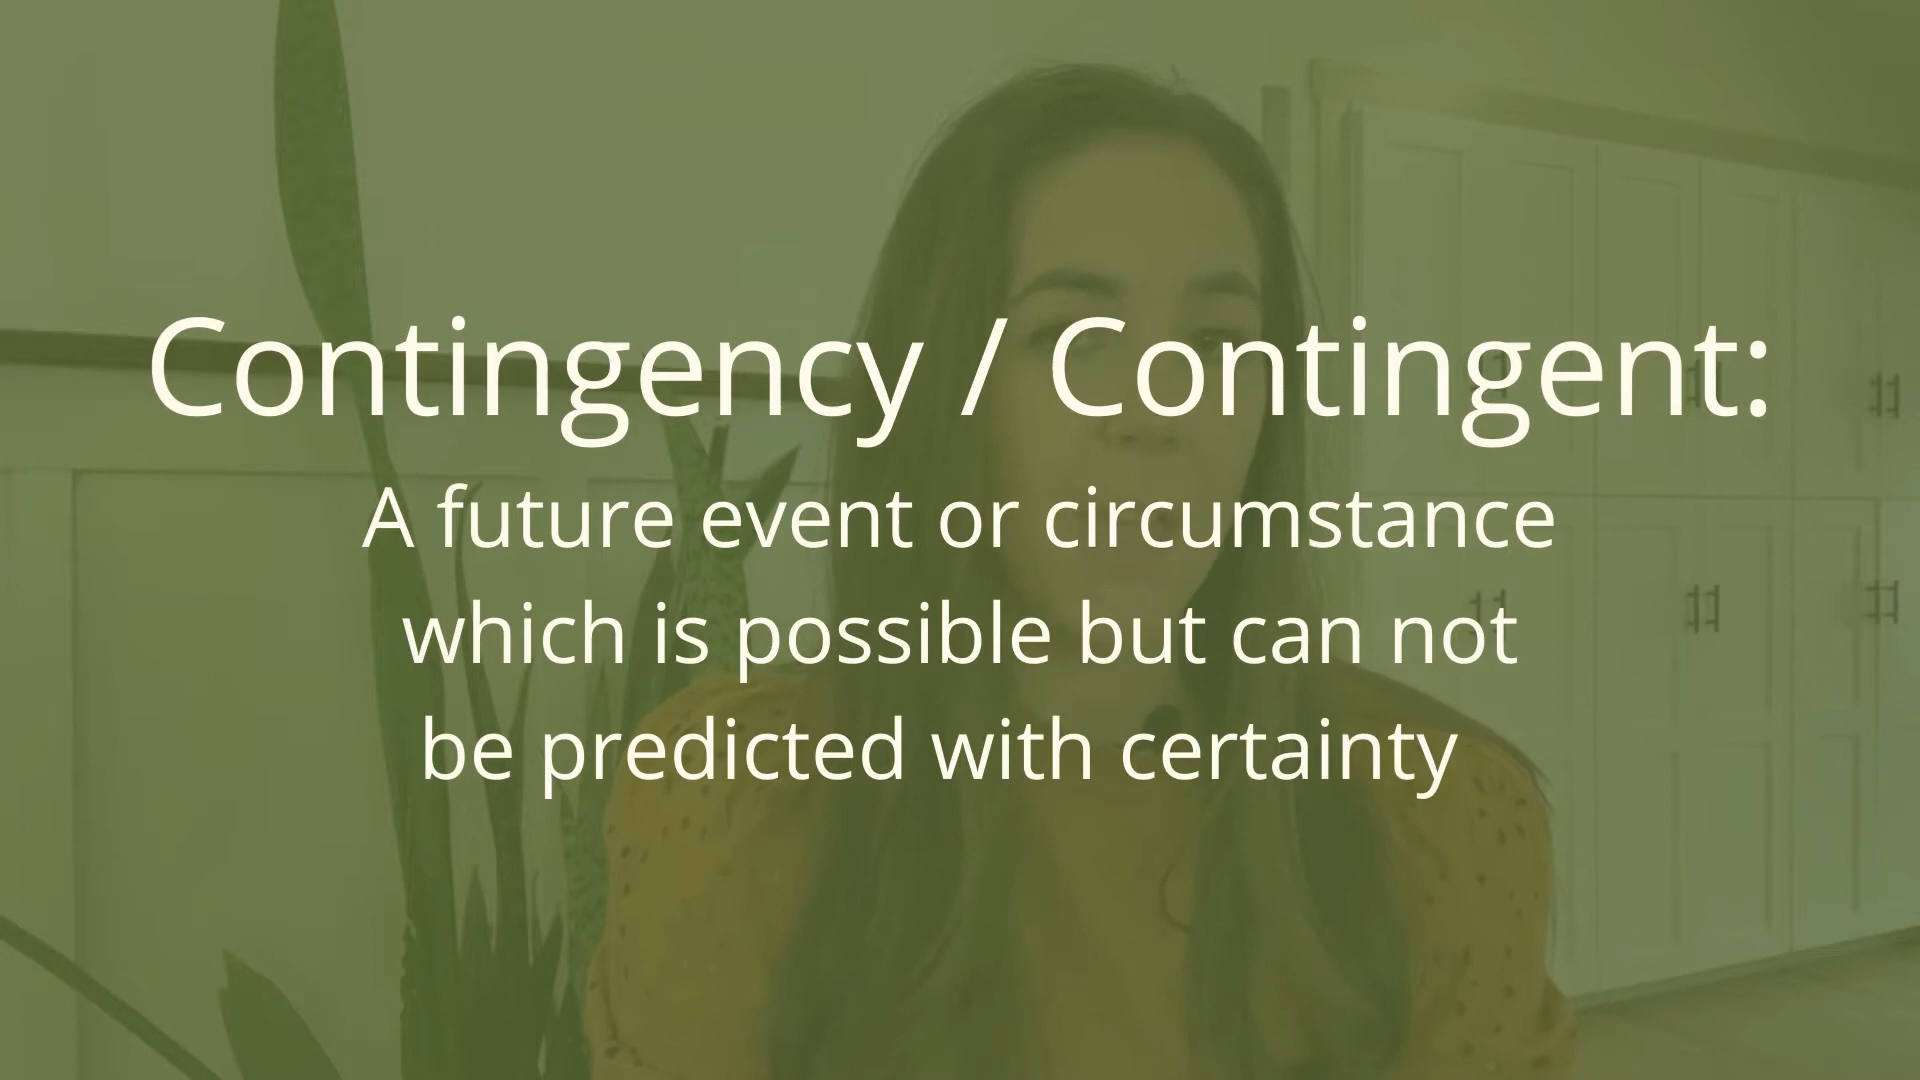 Contingency / Contingent:
A future event or circumstance
which is possible but can not
be predicted with certainty